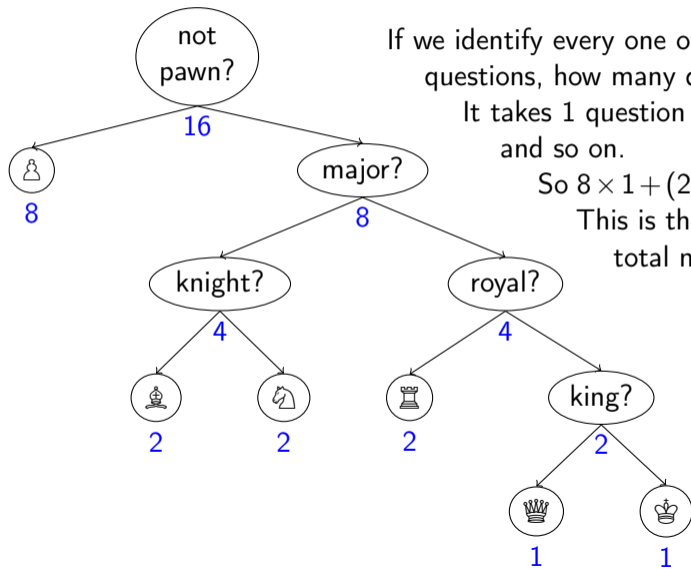 not
pawn?
If we identify every one o
questions, how many
16
It takes 1 question
and so on.
♙
major?
8
8
So 8 × 1 + (2
This is th
total
knight?
royal?
4
4
♗
♘
♖
king?
2
2
2
2
♕
♔
1
1